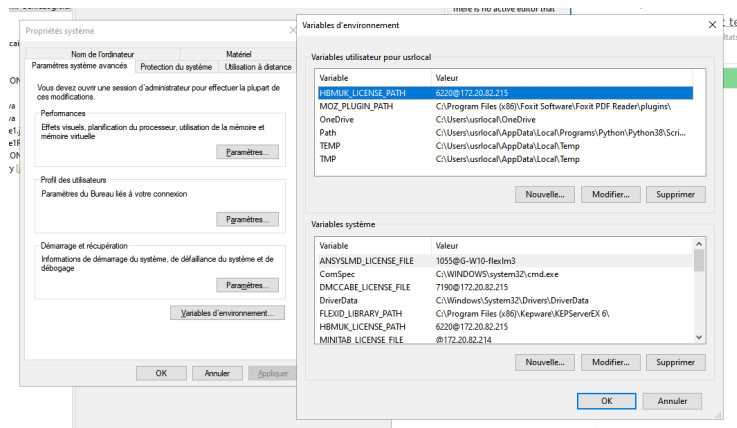 There is no active editor that
Propriétés système
Nom de l'ordinateur
Matériel
Paramètres système avancés
Protection du système
Utilisation à distance
Vous devez ouvrir une session d'administrateur pour effectuer la plupart de
ces modifications.
Performances
Effets visuels, planification du processeur, utilisation de la mémoire et
mémoire virtuelle
Paramètres...
Profil des utilisateurs
Paramètres du Bureau liés à votre connexion
Paramètres...
Démarrage et récupération
Informations de démarrage du système, de défaillance du système et de
débogage
Paramètres...
Variables d'environnement...
OK
Annuler
Appliquer
Variables d'environnement
Variables utilisateur pour usrlocal
Variable Valeur
HBMUK_LICENSE_PATH 6220@172.20.82.215
MOZ_PLUGIN_PATH C:\Program Files (x86)\Foxit Software\Foxit PDF Reader\plugins\
OneDrive C:\Users\usrlocal\OneDrive
Path C:\Users\usrlocal\AppData\Local\Programs\Python\Python38\Scri...
TEMP C:\Users\usrlocal\AppData\Local\Temp
TMP C:\Users\usrlocal\AppData\Local\Temp
Nouvelle... Modifier... Supprimer
Variables système
Variable Valeur
ANSYSLMD_LICENSE_FILE 1055@G-W10-flexlm3
ComSpec C:\WINDOWS\system32\cmd.exe
DMCCABE_LICENSE_FILE 7190@172.20.82.215
DriverData C:\Windows\System32\Drivers\DriverData
FLEXID_LIBRARY_PATH C:\Program Files (x86)\Kepware\KEPServerEX 6\
HBMUK_LICENSE_PATH 6220@172.20.82.215
MINITAB_LICENSE_FILE @172.20.82.214
Nouvelle... Modifier... Supprimer
OK Annuler